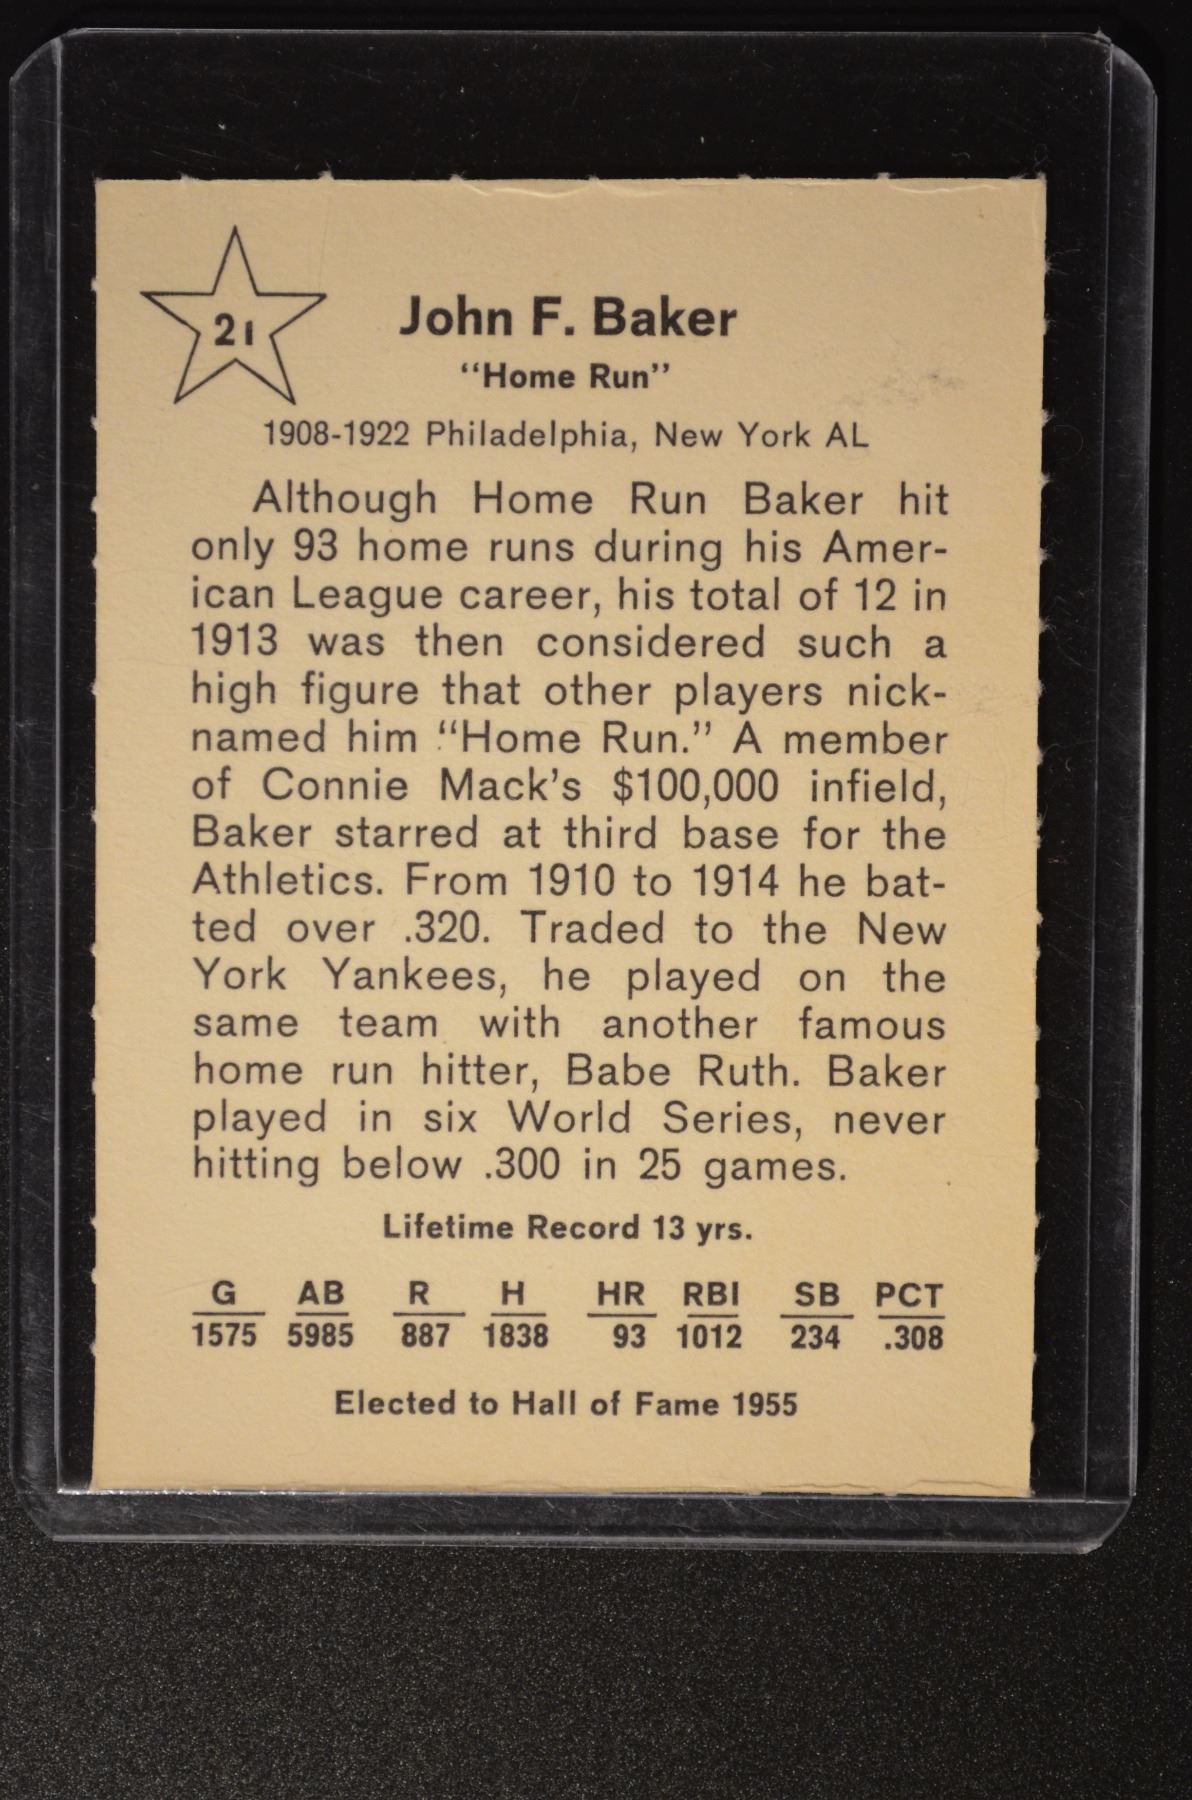 21
John F. Baker
“Home Run”
1908-1922 Philadelphia, New York AL
Although Home Run Baker hit
only 93 home runs during his Amer-
ican League career, his total of 12 in
1913 was then considered such a
high figure that other players nick-
named him “Home Run.” A member
of Connie Mack’s $100,000 infield,
Baker starred at third base for the
Athletics. From 1910 to 1914 he bat-
ted over .320. Traded to the New
York Yankees, he played on the
same team with another famous
home run hitter, Babe Ruth. Baker
played in six World Series, never
hitting below .300 in 25 games.
Lifetime Record 13 yrs.
G AB R H HR RBI SB PCT
1575 5985 887 1838 93 1012 234 .308
Elected to Hall of Fame 1955